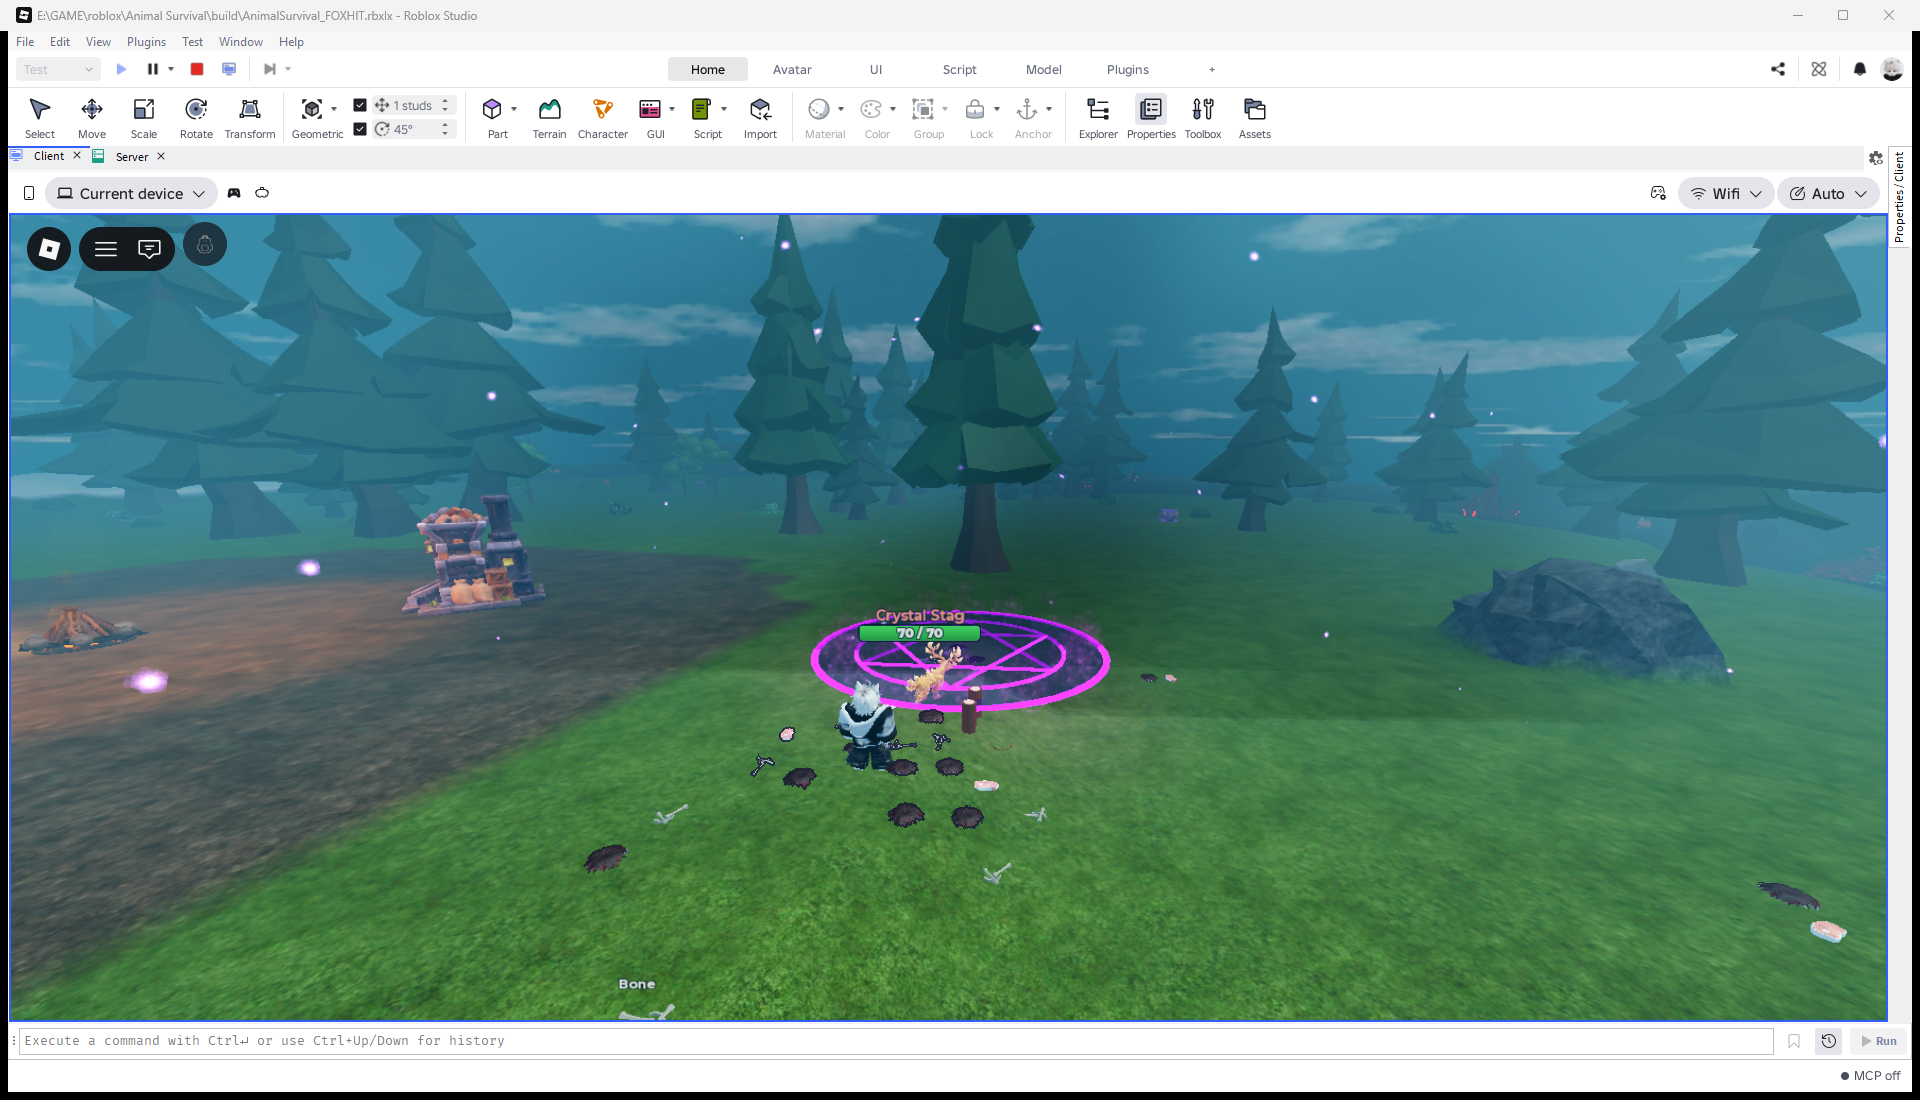 E:\GAME\roblox\Animal Survival\build\AnimalSurvival_FOXHIT.rbxlx - Roblox Studio
File Edit View Plugins Test Window Help
Test
Home Avatar UI Script Model Plugins +
1 studs
45°
Select Move Scale Rotate Transform Geometric Part Terrain Character GUI Script Import Material Color Group Lock Anchor Explorer Properties Toolbox Assets
Client Server
Current device
Wifi
Auto
Properties / Client
Crystal Stag
70 / 70
Bone
Execute a command with Ctrl↵ or use Ctrl+Up/Down for history
Run
MCP off